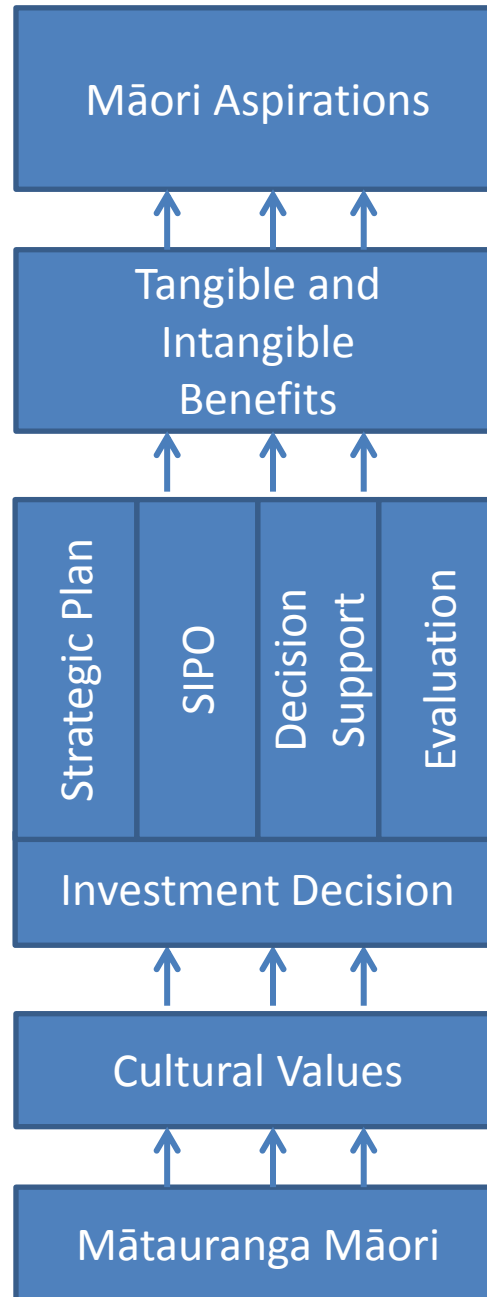 Māori Aspirations
Tangible and
Intangible
Benefits
Strategic Plan
SIPO
Decision
Support
Evaluation
Investment Decision
Cultural Values
Mātauranga Māori